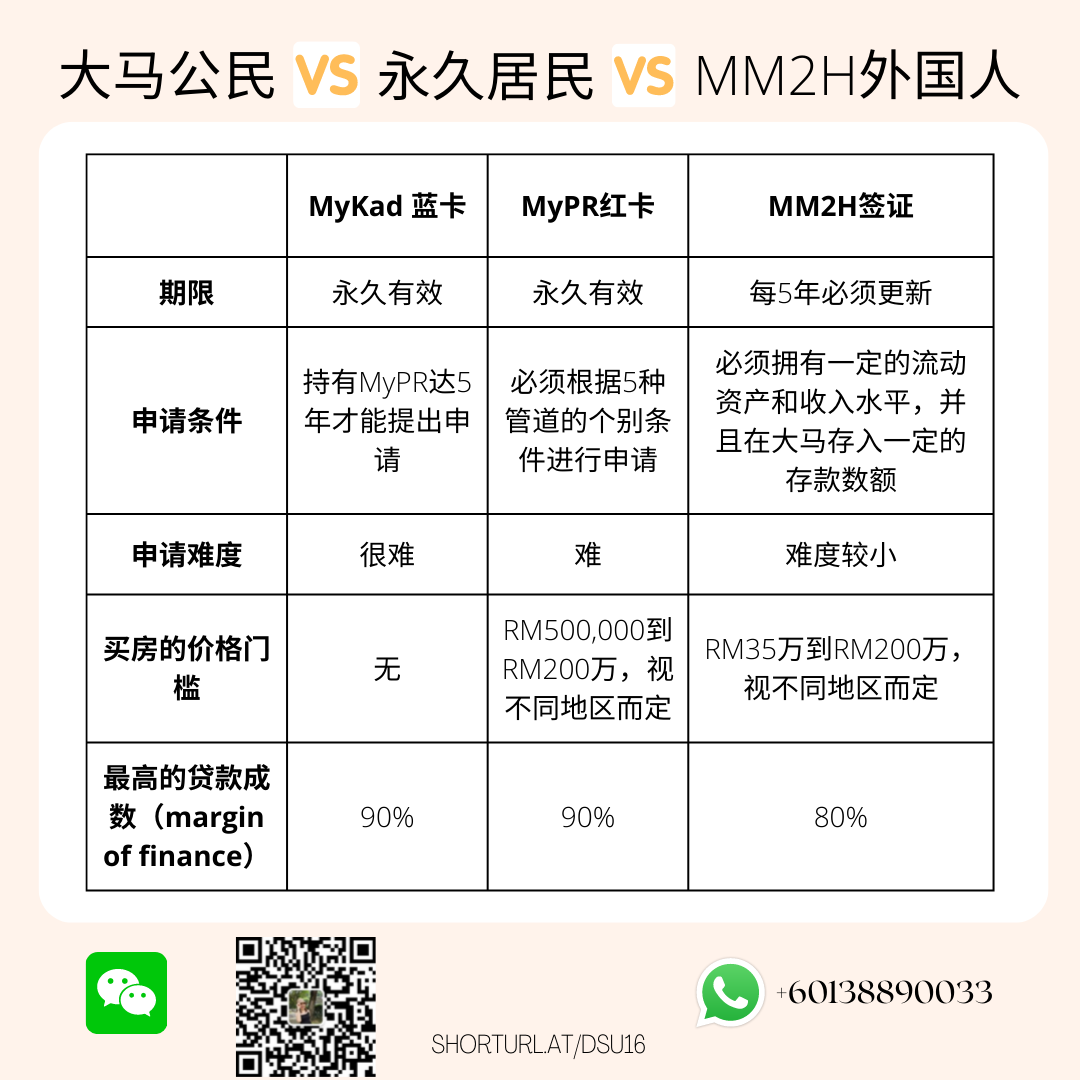 大马公民 VS 永久居民 VS MM2H外国人
MyKad 蓝卡
MyPR红卡
MM2H签证
期限
永久有效
永久有效
每5年必须更新
申请条件
持有MyPR达5
年才能提出申
请
必须根据5种
管道的个别条
件进行申请
必须拥有一定的流动
资产和收入水平，并
且在大马存入一定的
存款数额
申请难度
很难
难
难度较小
买房的价格门
槛
无
RM500,000到
RM200万，视
不同地区而定
RM35万到RM200万，
视不同地区而定
最高的贷款成
数（margin
of finance）
90%
90%
80%
+60138890033
SHORTURL.AT/DSU16